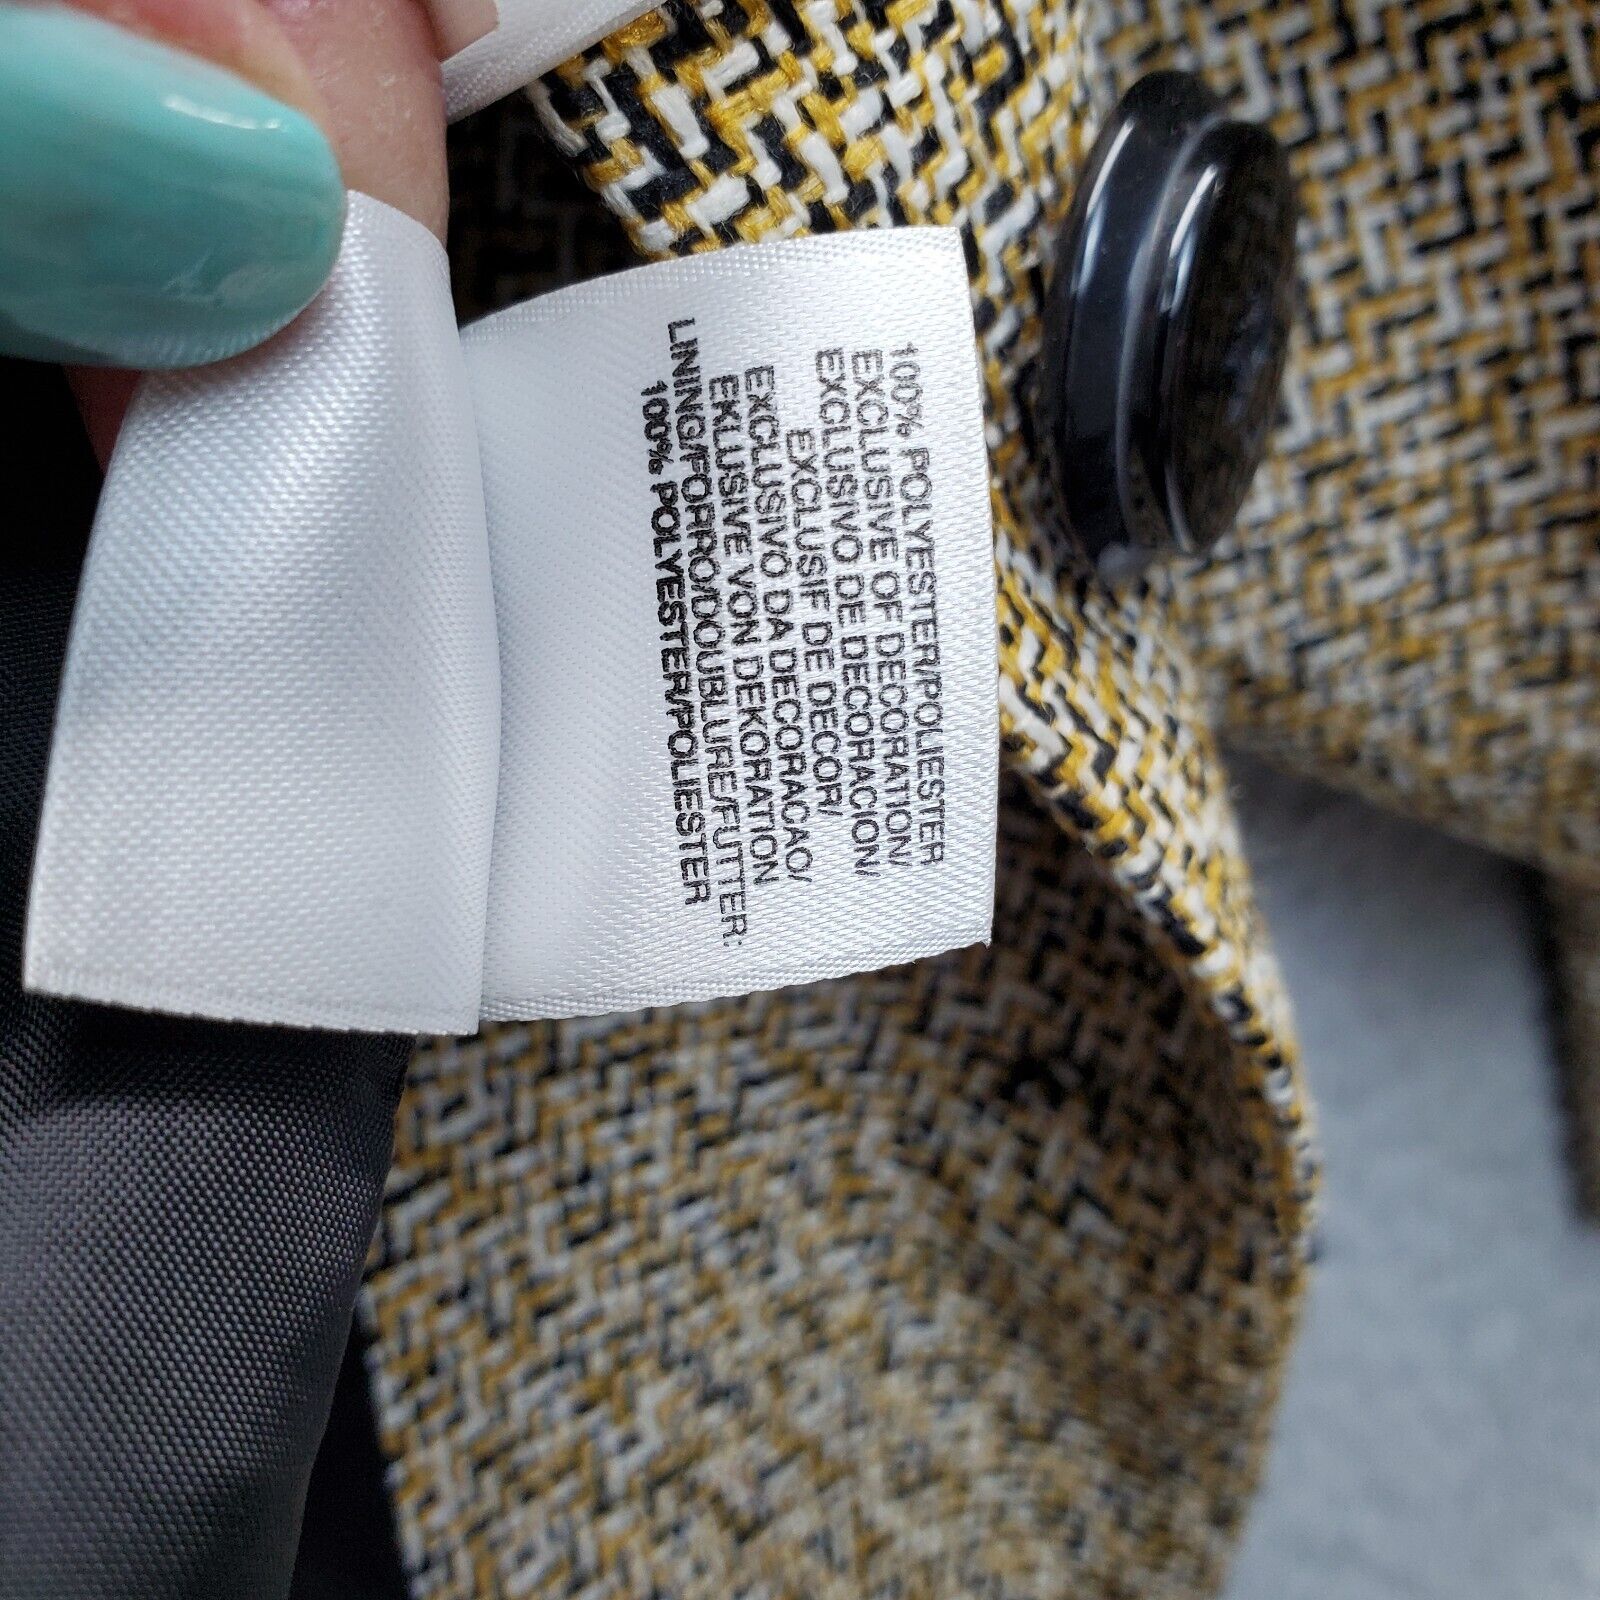 100% POLYESTER/POLIESTER
EXCLUSIVE OF DECORATION/
EXCLUSIVO DE DECORACION/
EXCLUSIF DE DECOR/
EXCLUSIVO DA DECORACAO/
EKLUSIVE VON DEKORATION
LINING/FORRO/DOUBLURE/FUTTER:
100% POLYESTER/POLIESTER